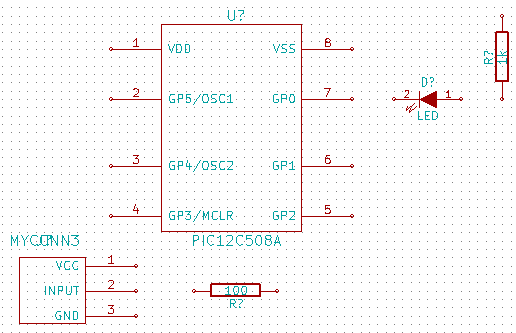 U?
1 VDD VSS 8
2 GP5/OSC1 GP0 7
3 GP4/OSC2 GP1 6
4 GP3/MCLR GP2 5
PIC12C508A
R?
1k
D?
2 1
LED
MYCONN3
VCC 1
INPUT 2
GND 3
100
R?